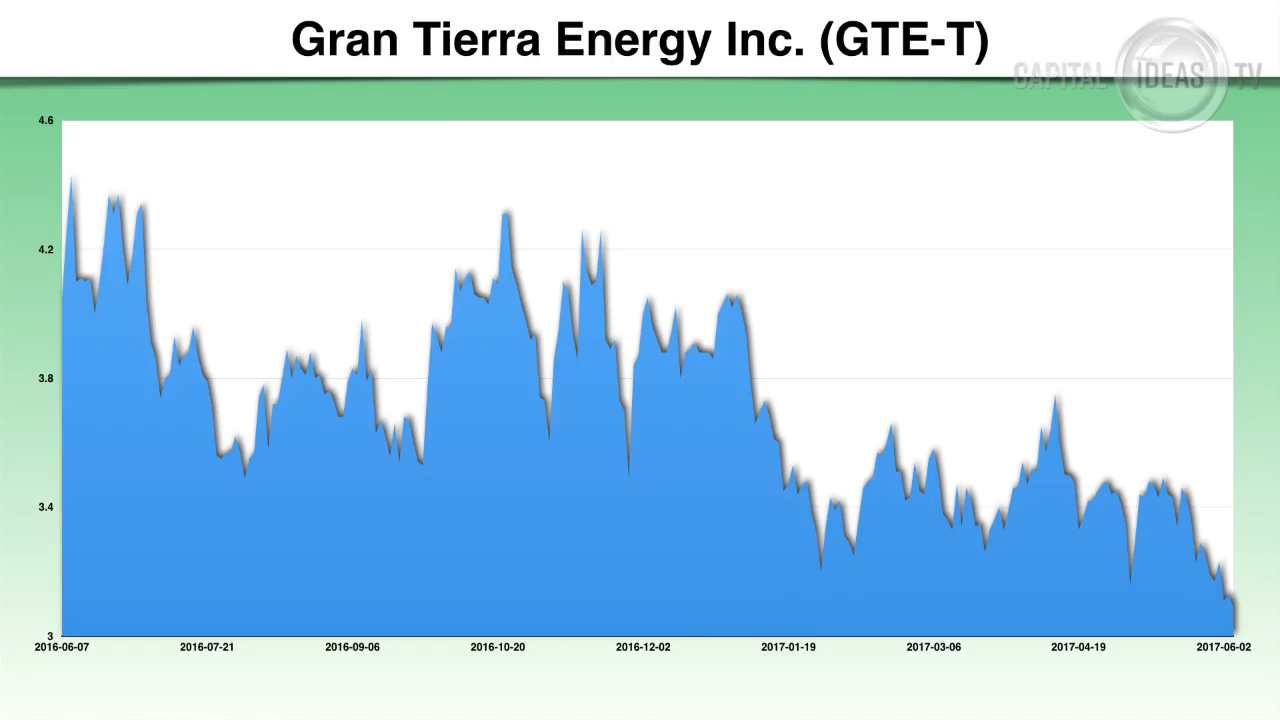 Gran Tierra Energy Inc. (GTE-T)
CAPITAL IDEAS TV
4.6
4.2
3.8
3.4
3
2016-06-07 2016-07-21 2016-09-06 2016-10-20 2016-12-02 2017-01-19 2017-03-06 2017-04-19 2017-06-02